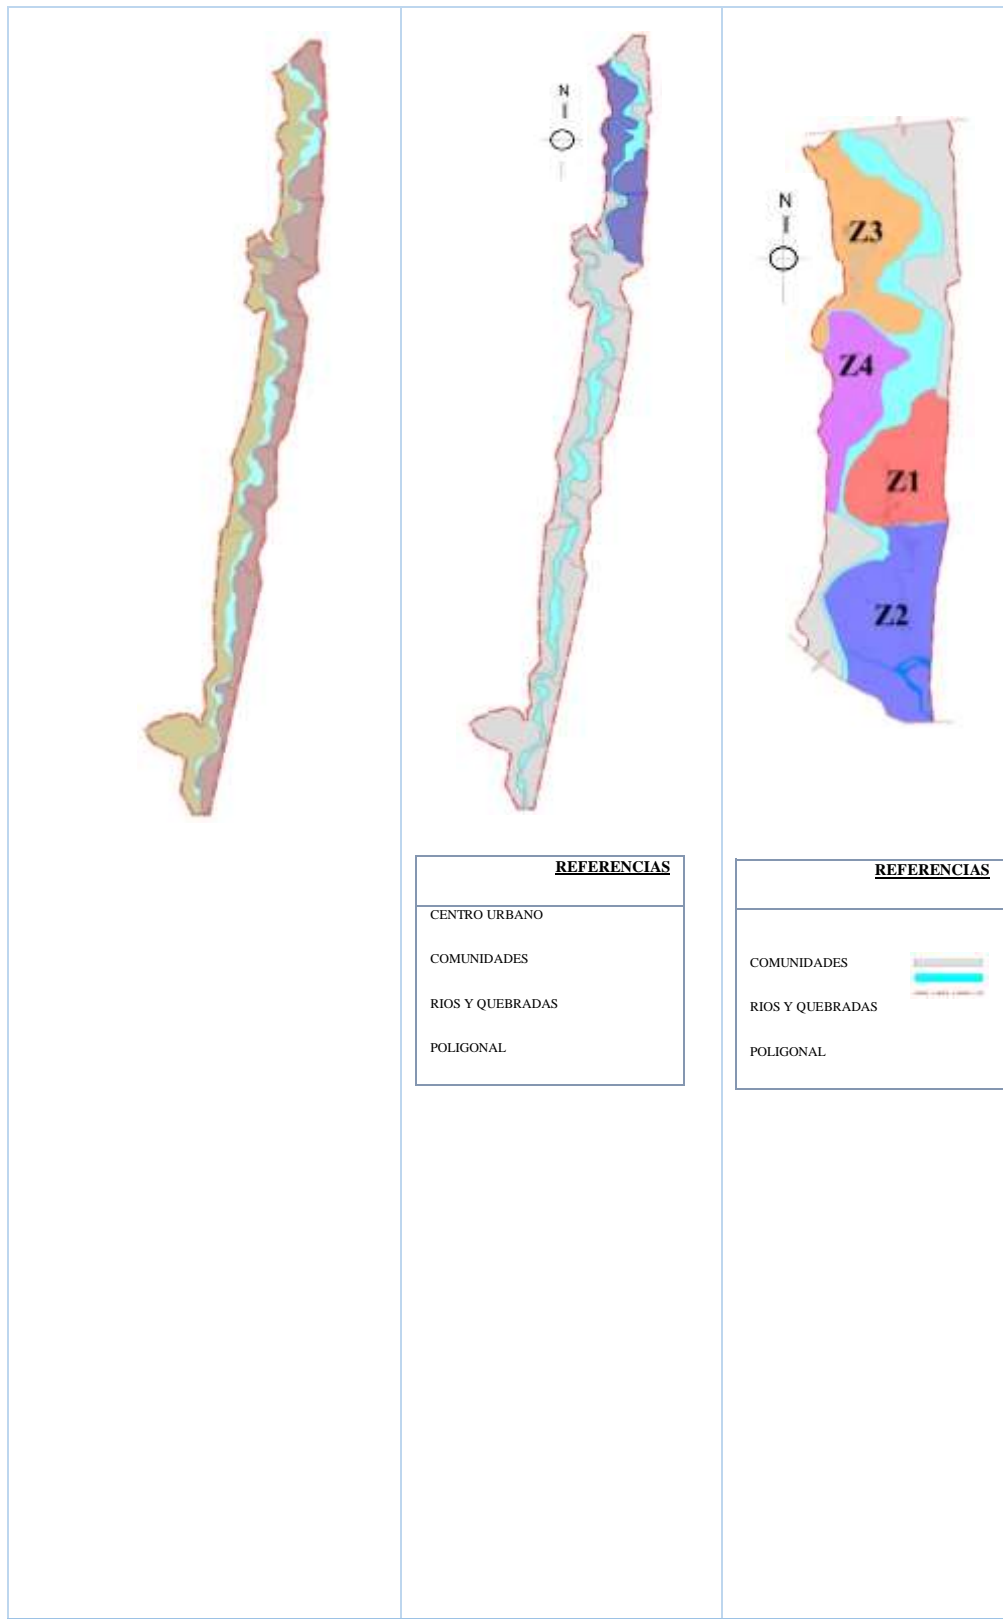 N
REFERENCIAS
CENTRO URBANO
COMUNIDADES
RIOS Y QUEBRADAS
POLIGONAL
N
Z3
Z4
Z1
Z2
REFERENCIAS
COMUNIDADES
RIOS Y QUEBRADAS
POLIGONAL